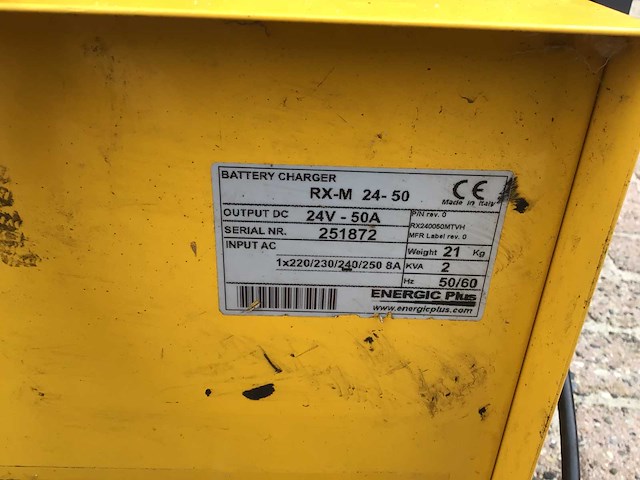 BATTERY CHARGER
RX-M 24-50
CE
Made in Italy
OUTPUT DC 24V - 50A
P/N rev. 0
RX240050MTVH
SERIAL NR. 251872
MFR Label rev. 0
INPUT AC
Weight 21 Kg
1x220/230/240/250 8A
KVA 2
Hz 50/60
ENERGIC Plus
www.energicplus.com